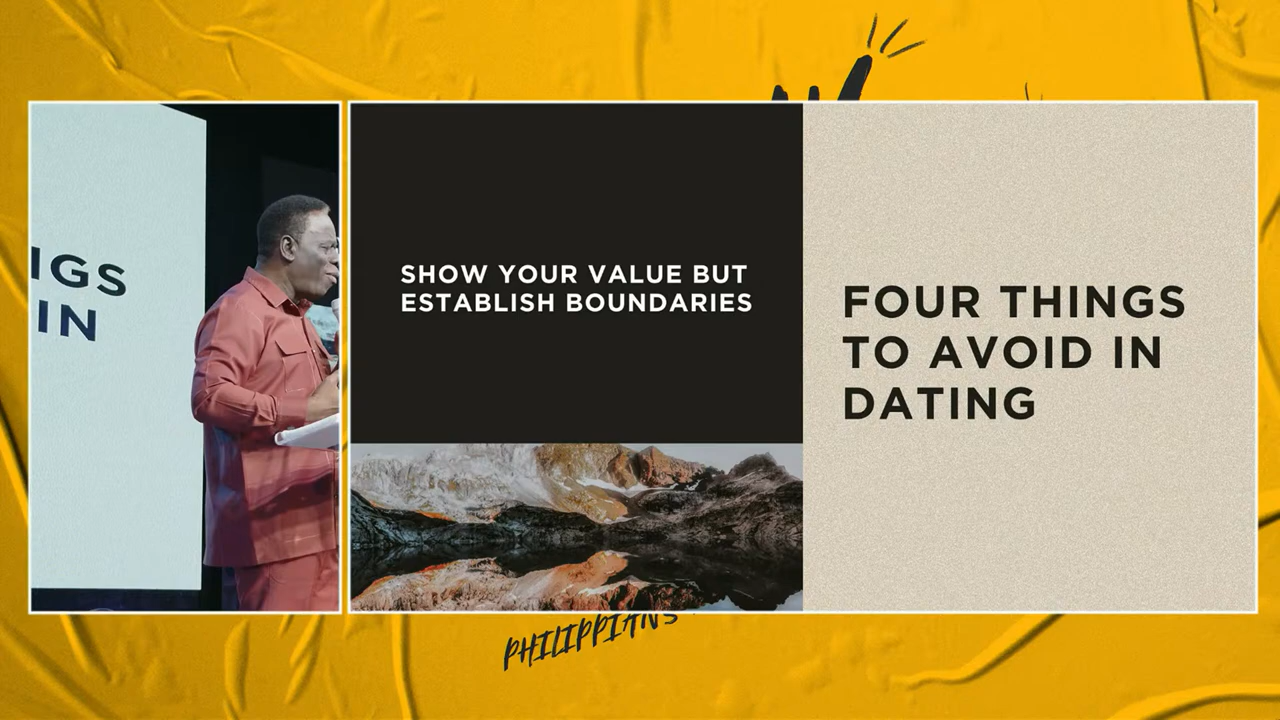 IGS
IN
SHOW YOUR VALUE BUT
ESTABLISH BOUNDARIES
FOUR THINGS
TO AVOID IN
DATING
PHILIPPIANS